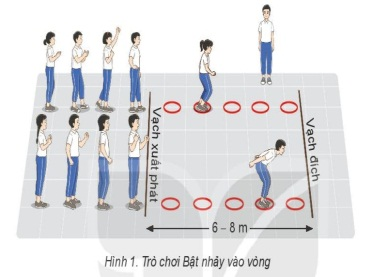 Vạch xuất phát
Vạch đích
6 – 8 m
Hình 1. Trò chơi Bật nhảy vào vòng